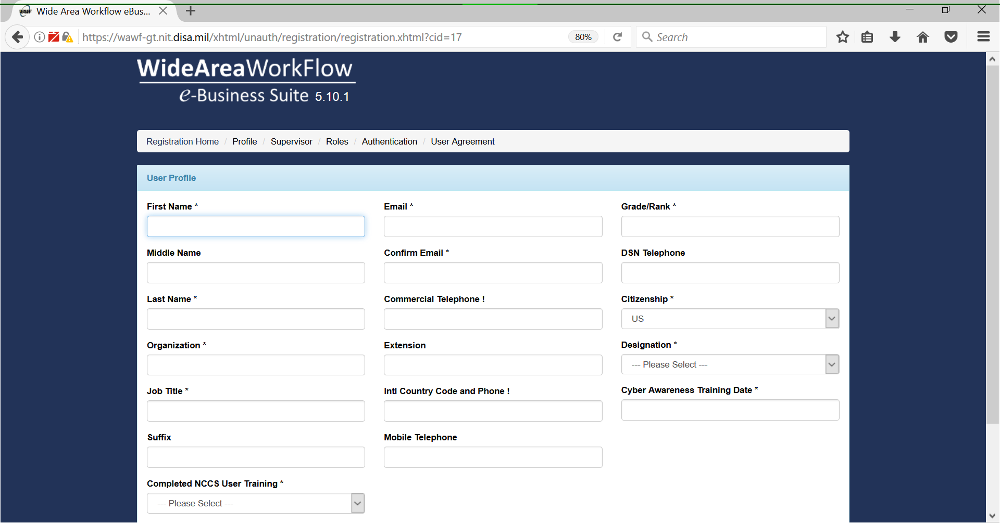 WAWF Wide Area Workflow eBus...
https://wawf-gt.nit.disa.mil/xhtml/unauth/registration/registration.xhtml?cid=17 80% Search
WideAreaWorkFlow
e-Business Suite 5.10.1
Registration Home / Profile / Supervisor / Roles / Authentication / User Agreement
User Profile
First Name * Email * Grade/Rank *
Middle Name Confirm Email * DSN Telephone
Last Name * Commercial Telephone ! Citizenship *
US
Organization * Extension Designation *
--- Please Select ---
Job Title * Intl Country Code and Phone ! Cyber Awareness Training Date *
Suffix Mobile Telephone
Completed NCCS User Training *
--- Please Select ---